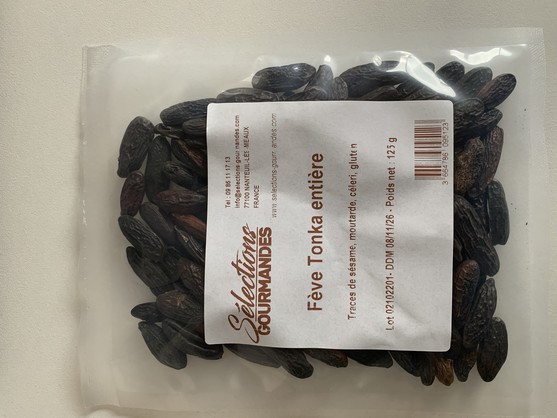 Sélections
GOURMANDES
Tel : 09 86 11 17 13
Info@selections-gourmandes.com
77100 NANTEUIL-LES-MEAUX
FRANCE
www.selections-gourmandes.com
Fève Tonka entière
Traces de sésame, moutarde, céleri, gluten
Lot 02102201- DDM 08/11/26 - Poids net : 125 g